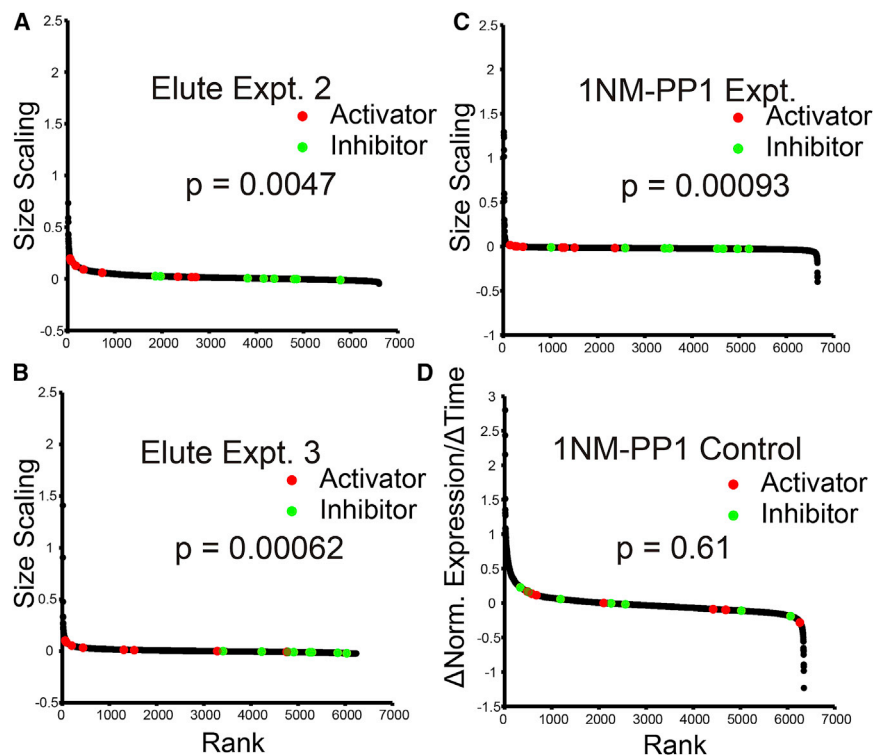 A
Size Scaling
2.5
2
1.5
1
0.5
0
-0.5
Elute Expt. 2
Activator
Inhibitor
p = 0.0047
0 1000 2000 3000 4000 5000 6000 7000
B
Size Scaling
2.5
2
1.5
1
0.5
0
-0.5
Elute Expt. 3
Activator
Inhibitor
p = 0.00062
0 1000 2000 3000 4000 5000 6000 7000
Rank
C
Size Scaling
2.5
2
1.5
1
0.5
0
-0.5
-1
1NM-PP1 Expt.
Activator
Inhibitor
p = 0.00093
0 1000 2000 3000 4000 5000 6000 7000
D
ΔNorm. Expression/ΔTime
3
2.5
2
1.5
1
0.5
0
-0.5
-1
-1.5
1NM-PP1 Control
Activator
Inhibitor
p = 0.61
0 1000 2000 3000 4000 5000 6000 7000
Rank